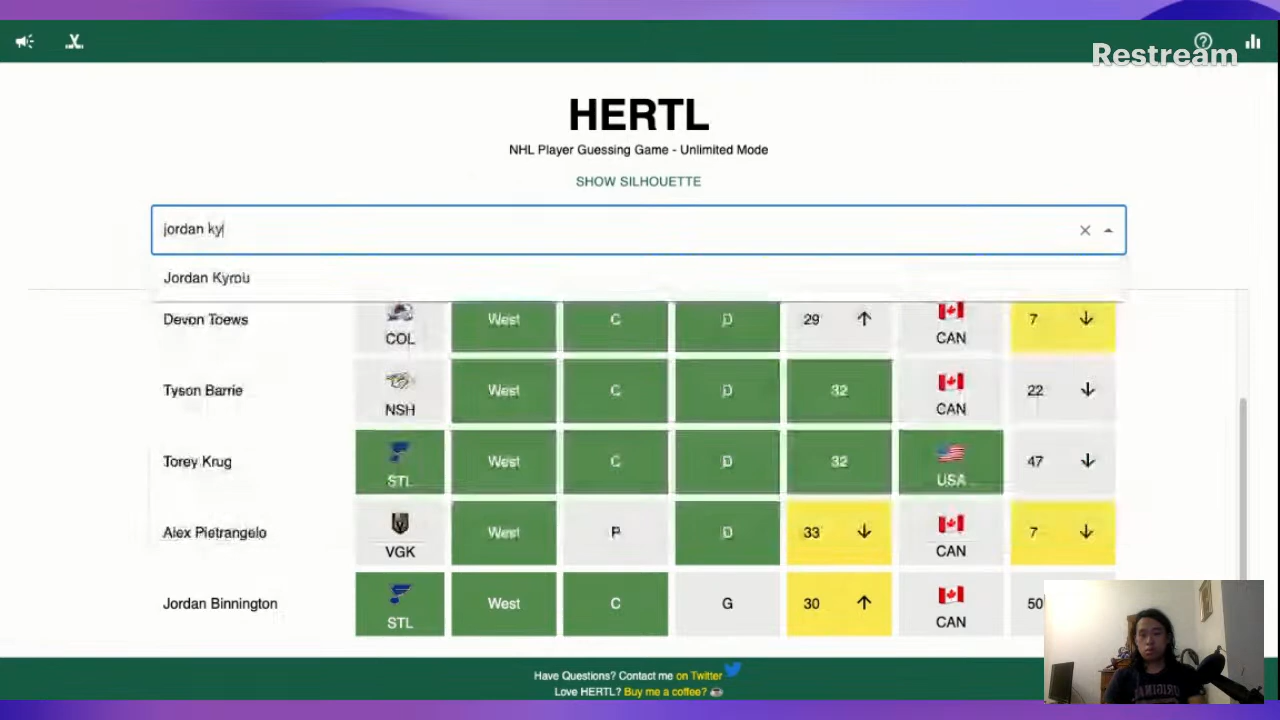 Restream
HERTL
NHL Player Guessing Game - Unlimited Mode
SHOW SILHOUETTE
jordan ky
Jordan Kyrou
Devon Toews COL West C D 29 ↑ CAN 7 ↓
Tyson Barrie NSH West C D 32 CAN 22 ↓
Torey Krug STL West C D 32 USA 47 ↓
Alex Pietrangelo VGK West P D 33 ↓ CAN 7 ↓
Jordan Binnington STL West C G 30 ↑ CAN 50
Have Questions? Contact me on Twitter
Love HERTL? Buy me a coffee?
ORIGINAL